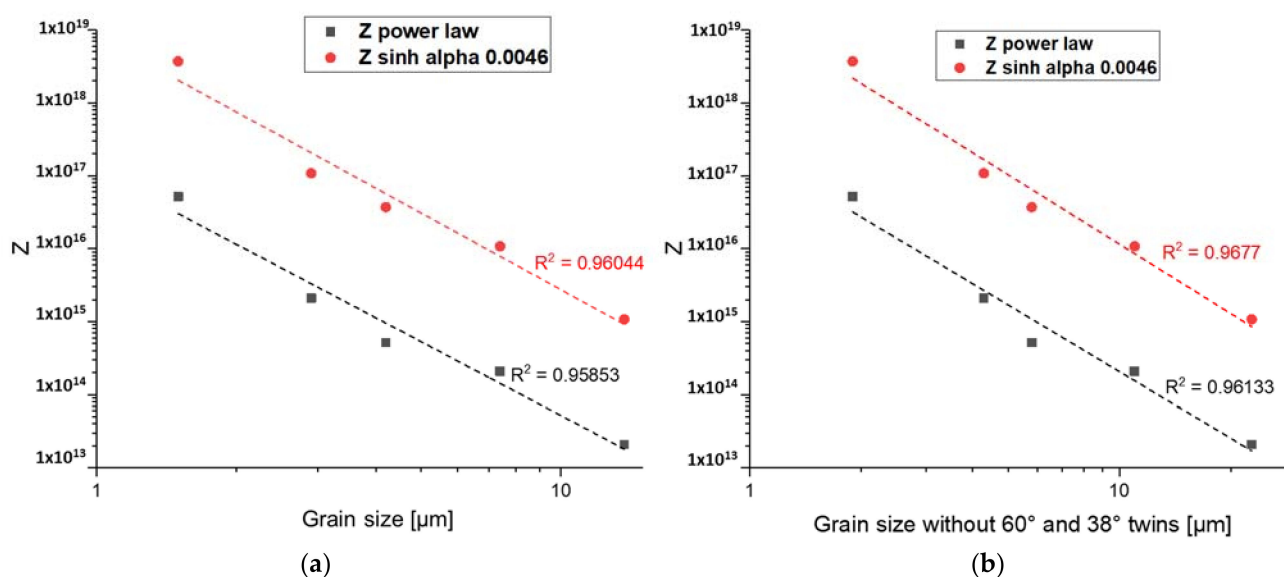 Z power law
Z sinh alpha 0.0046
1x10^19
1x10^18
1x10^17
1x10^16
1x10^15
1x10^14
1x10^13
Z
R² = 0.96044
R² = 0.95853
1
10
Grain size [µm]
(a)
Z power law
Z sinh alpha 0.0046
1x10^19
1x10^18
1x10^17
1x10^16
1x10^15
1x10^14
1x10^13
Z
R² = 0.9677
R² = 0.96133
1
10
Grain size without 60° and 38° twins [µm]
(b)